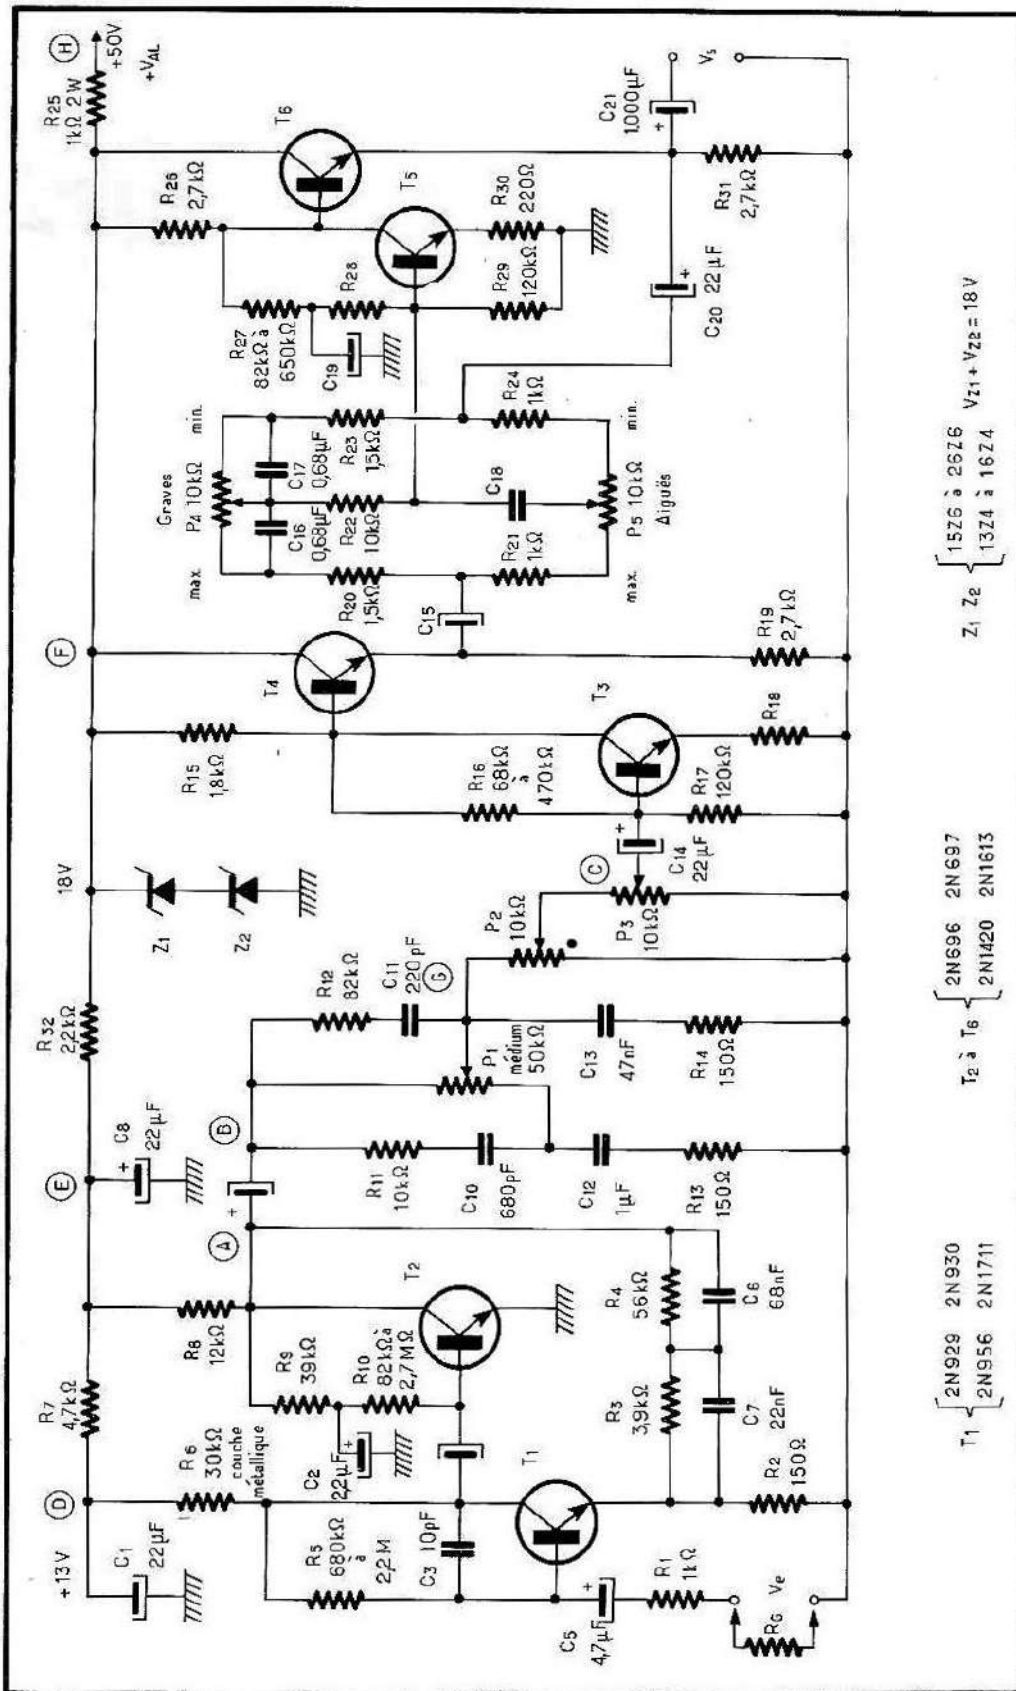 +13V
D
C1
22µF
R5
680kΩ
à
2,2M
C3 10pF
C5
4,7µF
R1
1kΩ
RG
Ve
R6
30kΩ
couche
métallique
T1
R2
150Ω
R7
4,7kΩ
C2
22µF
R9
39kΩ
R10
82kΩ à
2,7MΩ
R8
12kΩ
T2
R3
3,9kΩ
C7
22nF
R4
56kΩ
C6
68nF
A
+
E
C8
22µF
B
R11
10kΩ
C10
680pF
C12
1µF
R13
150Ω
R32
2,2kΩ
P1
médium
50kΩ
R12
82kΩ
C11
220pF
G
C13
47nF
R14
150Ω
18V
Z1
Z2
P2
10kΩ
P3
10kΩ
C
C14
22µF
R15
1,8kΩ
R16
68kΩ
à
470kΩ
R17
120kΩ
T3
R18
F
T4
R19
2,7kΩ
C15
max.
Graves
P4 10kΩ
min.
C16
0,68µF
C17
0,68µF
R20
1,5kΩ
R22
10kΩ
R23
1,5kΩ
R21
1kΩ
C18
R24
1kΩ
max.
P5 10kΩ
Aiguës
min.
R27
82kΩ à
650kΩ
C19
R28
R29
120kΩ
R26
2,7kΩ
T5
R30
220Ω
T6
C20 22µF
R31
2,7kΩ
C21
1000µF
Vs
R25
1kΩ 2W
H
+50V
+VAL
T1 { 2N929 2N930
2N956 2N1711
T2 à T6 { 2N696 2N697
2N1420 2N1613
Z1 Z2 { 15Z6 à 26Z6
13Z4 à 16Z4
VZ1 + VZ2 = 18V